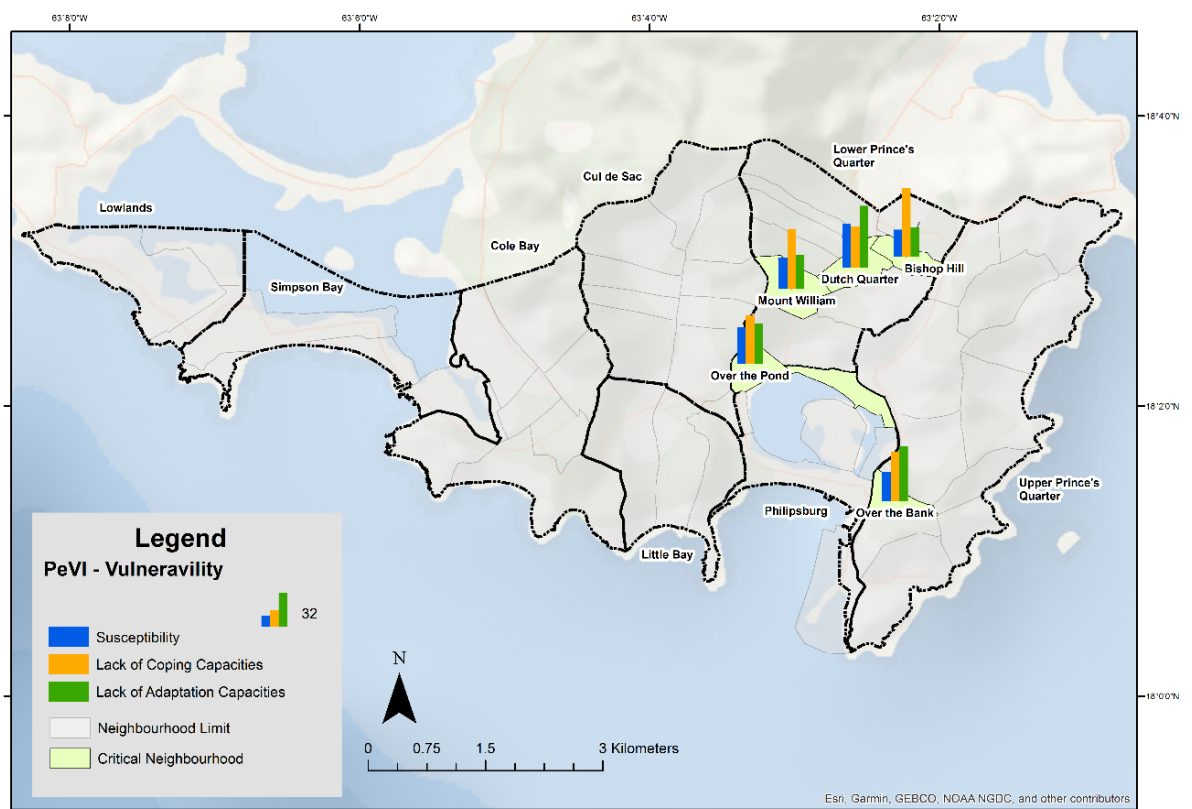 63°8'0"W
63°6'0"W
63°4'0"W
63°2'0"W
18°4'0"N
18°2'0"N
18°0'0"N
Lower Prince's
Quarter
Cul de Sac
Lowlands
Cole Bay
Simpson Bay
Bishop Hill
Dutch Quarter
Mount William
Over the Pond
Upper Prince's
Quarter
Philipsburg
Over the Bank
Little Bay
Legend
PeVI - Vulneravility
32
Susceptibility
Lack of Coping Capacities
Lack of Adaptation Capacities
Neighbourhood Limit
Critical Neighbourhood
N
0 0.75 1.5 3 Kilometers
Esri, Garmin, GEBCO, NOAA NGDC, and other contributors